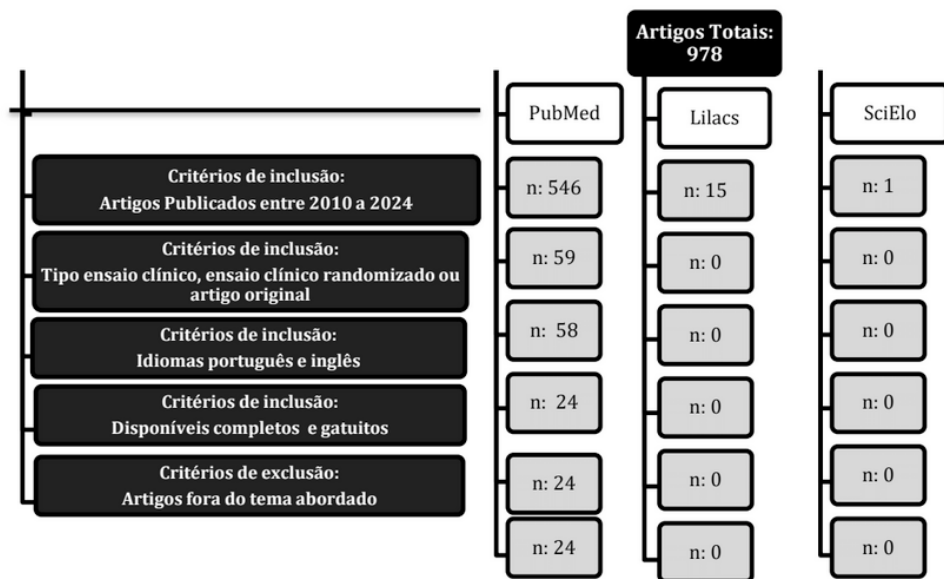 Artigos Totais:
978
PubMed
Lilacs
SciElo
Critérios de inclusão:
Artigos Publicados entre 2010 a 2024
n: 546
n: 15
n: 1
Critérios de inclusão:
Tipo ensaio clínico, ensaio clínico randomizado ou
artigo original
n: 59
n: 0
n: 0
Critérios de inclusão:
Idiomas português e inglês
n: 58
n: 0
n: 0
Critérios de inclusão:
Disponíveis completos e gatuitos
n: 24
n: 0
n: 0
Critérios de exclusão:
Artigos fora do tema abordado
n: 24
n: 0
n: 0
n: 24
n: 0
n: 0